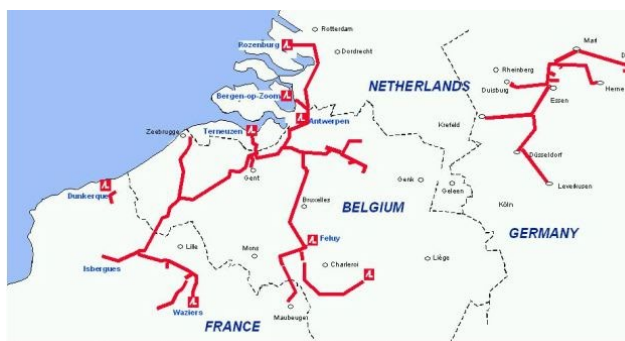 Rotterdam
Rozenburg
Dordrecht
Marl
Rheinberg
NETHERLANDS
Duisburg
Herne
Bergen-op-Zoom
Essen
Antwerpen
Krefeld
Terneuzen
Zeebrugge
Düsseldorf
Gent
Genk
Geleen
Leverkusen
Dunkerque
Bruxelles
BELGIUM
Köln
GERMANY
Lille
Mons
Feluy
Liège
Charleroi
Isbergues
Waziers
Maubeuge
FRANCE